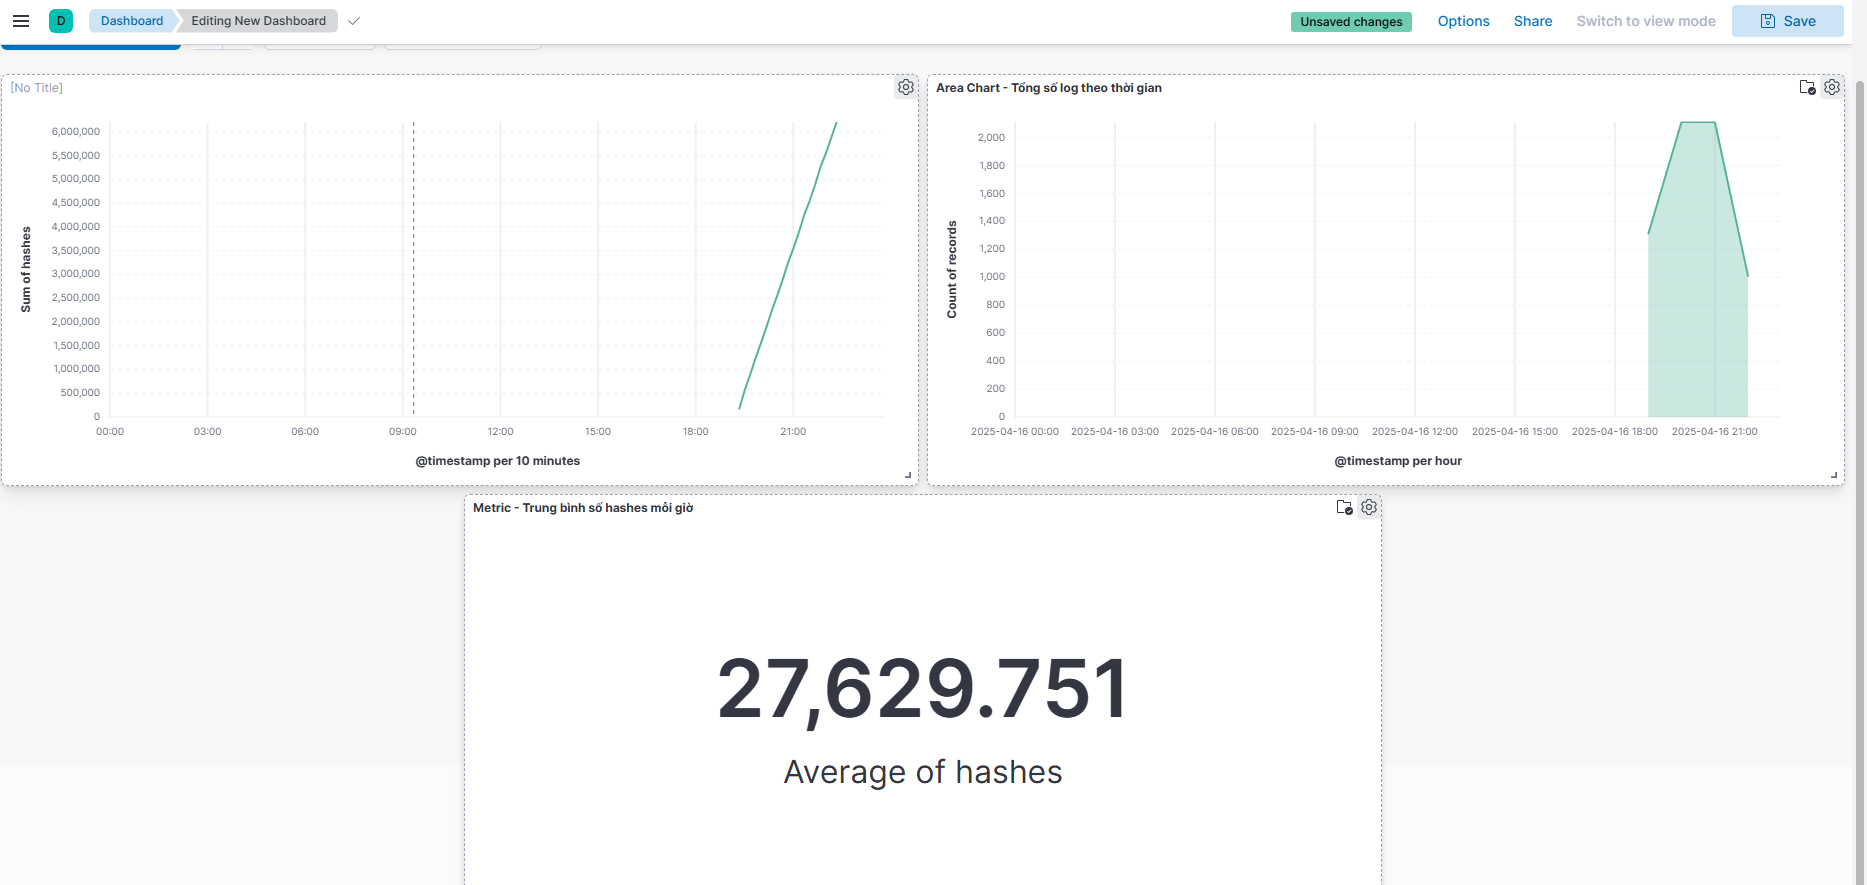 D Dashboard Editing New Dashboard Unsaved changes Options Share Switch to view mode Save
[No Title]
6,000,000
5,500,000
5,000,000
4,500,000
4,000,000
3,500,000
3,000,000
2,500,000
2,000,000
1,500,000
1,000,000
500,000
0
Sum of hashes
00:00 03:00 06:00 09:00 12:00 15:00 18:00 21:00
@timestamp per 10 minutes
Area Chart - Tổng số log theo thời gian
2,000
1,800
1,600
1,400
1,200
1,000
800
600
400
200
0
Count of records
2025-04-16 00:00 2025-04-16 03:00 2025-04-16 06:00 2025-04-16 09:00 2025-04-16 12:00 2025-04-16 15:00 2025-04-16 18:00 2025-04-16 21:00
@timestamp per hour
Metric - Trung bình số hashes mỗi giờ
27,629.751
Average of hashes